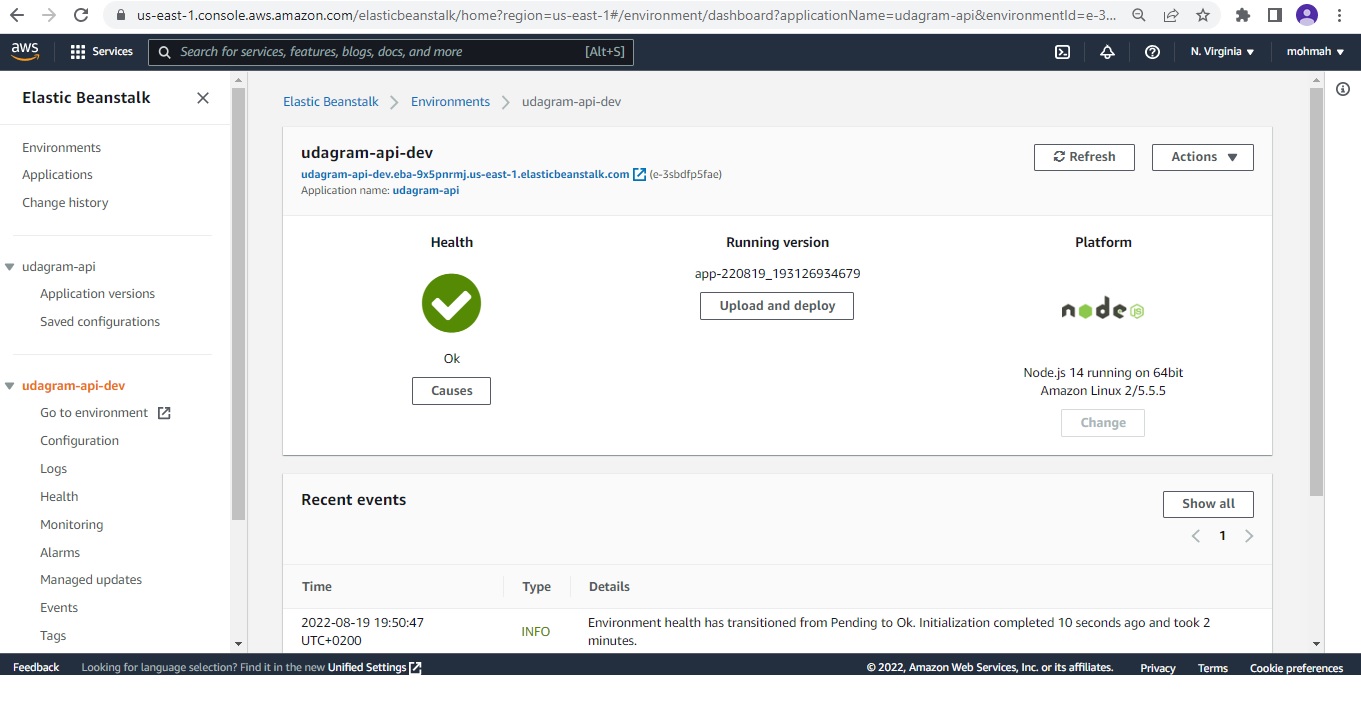 us-east-1.console.aws.amazon.com/elasticbeanstalk/home?region=us-east-1#/environment/dashboard?applicationName=udagram-api&environmentId=e-3...
aws
Services
Search for services, features, blogs, docs, and more
[Alt+S]
N. Virginia
mohmah
Elastic Beanstalk
Environments
Applications
Change history
udagram-api
Application versions
Saved configurations
udagram-api-dev
Go to environment
Configuration
Logs
Health
Monitoring
Alarms
Managed updates
Events
Tags
Elastic Beanstalk
Environments
udagram-api-dev
udagram-api-dev
udagram-api-dev.eba-9x5pnrmj.us-east-1.elasticbeanstalk.com (e-3sbdfp5fae)
Application name: udagram-api
Refresh
Actions
Health
Ok
Causes
Running version
app-220819_193126934679
Upload and deploy
Platform
node JS
Node.js 14 running on 64bit
Amazon Linux 2/5.5.5
Change
Recent events
Show all
1
Time
Type
Details
2022-08-19 19:50:47
UTC+0200
INFO
Environment health has transitioned from Pending to Ok. Initialization completed 10 seconds ago and took 2
minutes.
Feedback
Looking for language selection? Find it in the new Unified Settings
© 2022, Amazon Web Services, Inc. or its affiliates.
Privacy
Terms
Cookie preferences